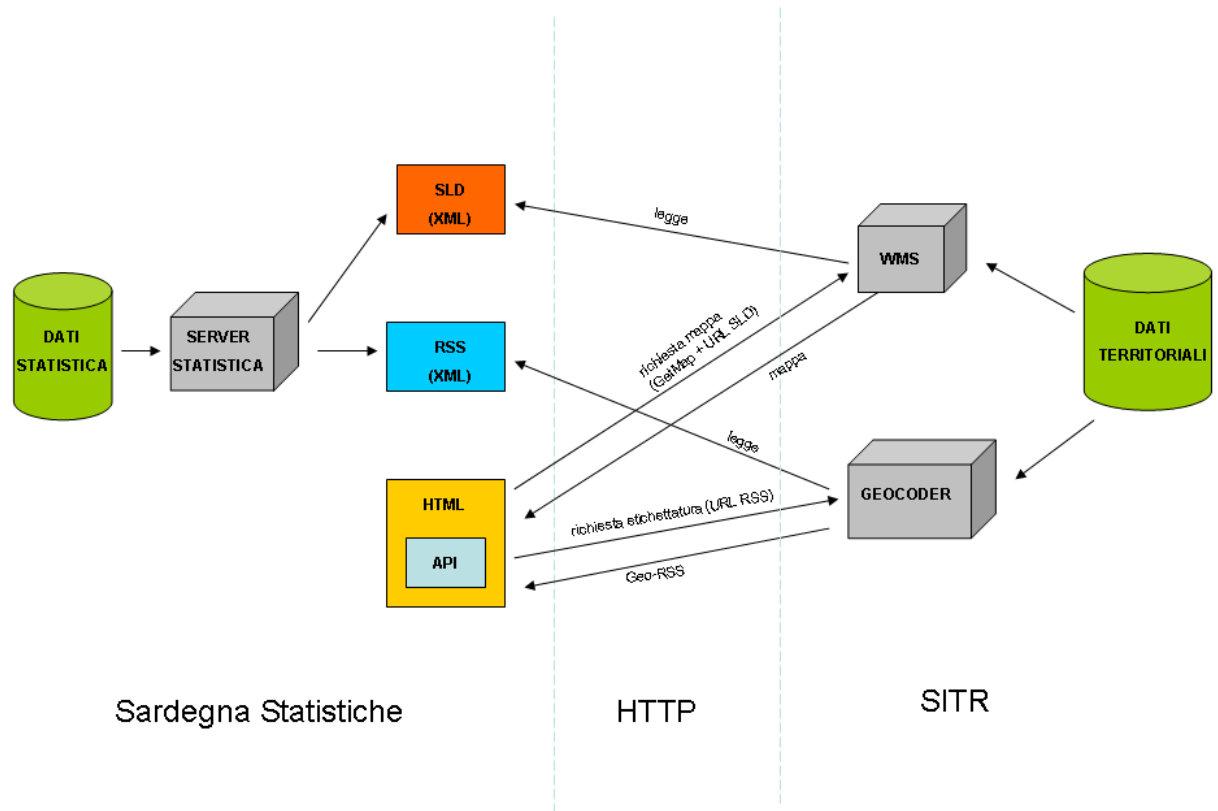 SLD
(XML)
legge
WMS
DATI
STATISTICA
SERVER
STATISTICA
RSS
(XML)
richiesta mappa
(GetMap + URL SLD)
mappa
DATI
TERRITORIALI
legge
HTML
API
richiesta etichettatura (URL RSS)
Geo-RSS
GEOCODER
Sardegna Statistiche
HTTP
SITR